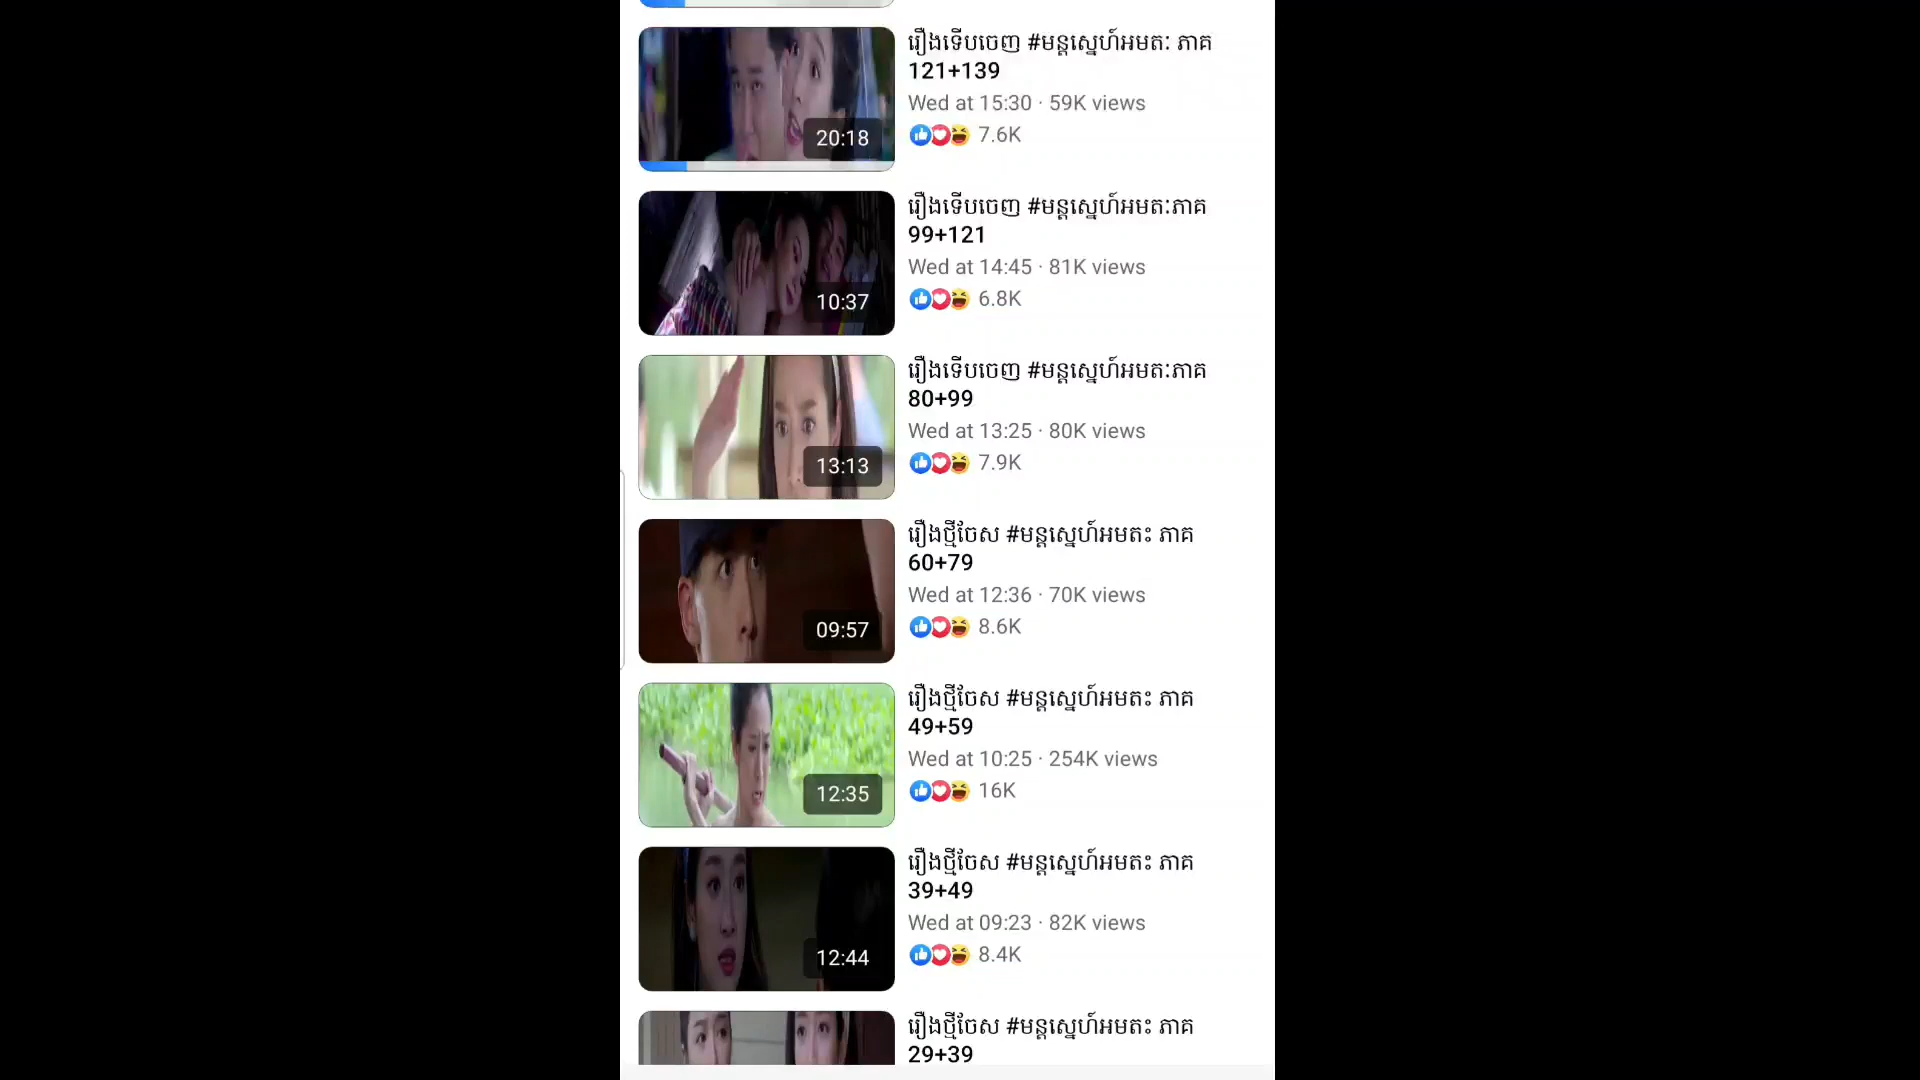 រឿងទើបចេញ #មន្តស្នេហ៍អមតៈ ភាគ
121+139
Wed at 15:30 · 59K views
7.6K
20:18
រឿងទើបចេញ #មន្តស្នេហ៍អមតៈភាគ
99+121
Wed at 14:45 · 81K views
6.8K
10:37
រឿងទើបចេញ #មន្តស្នេហ៍អមតៈភាគ
80+99
Wed at 13:25 · 80K views
7.9K
13:13
រឿងថ្មីចែស #មន្តស្នេហ៍អមតះ ភាគ
60+79
Wed at 12:36 · 70K views
8.6K
09:57
រឿងថ្មីចែស #មន្តស្នេហ៍អមតះ ភាគ
49+59
Wed at 10:25 · 254K views
16K
12:35
រឿងថ្មីចែស #មន្តស្នេហ៍អមតះ ភាគ
39+49
Wed at 09:23 · 82K views
8.4K
12:44
រឿងថ្មីចែស #មន្តស្នេហ៍អមតះ ភាគ
29+39